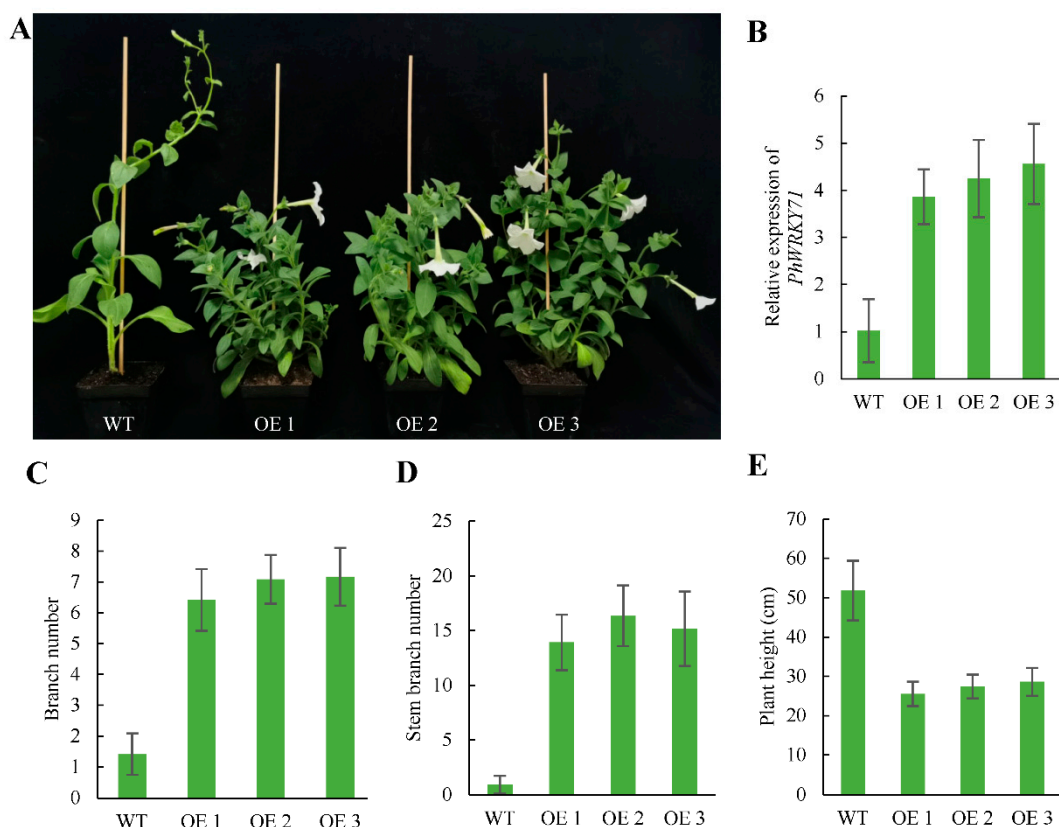 A
WT
OE 1
OE 2
OE 3
B
Relative expression of
PhWRKY71
6
5
4
3
2
1
0
WT
OE 1
OE 2
OE 3
C
Branch number
9
8
7
6
5
4
3
2
1
0
WT
OE 1
OE 2
OE 3
D
Stem branch number
25
20
15
10
5
0
WT
OE 1
OE 2
OE 3
E
Plant height (cm)
70
60
50
40
30
20
10
0
WT
OE 1
OE 2
OE 3